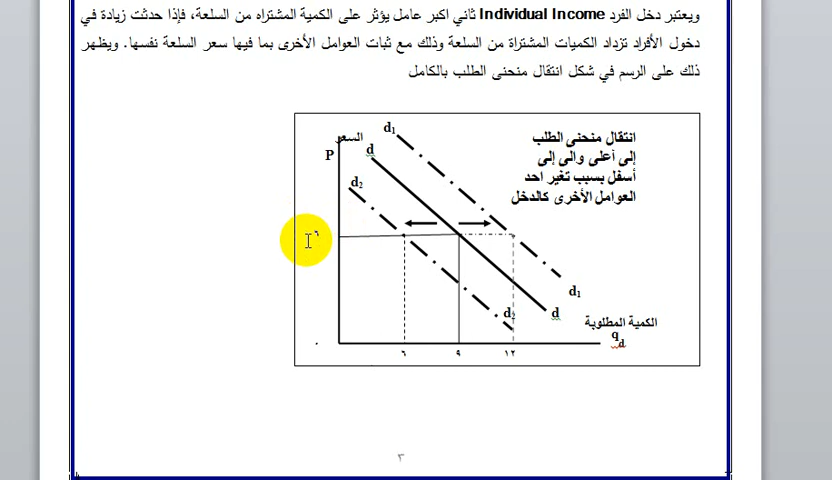 ويعتبر دخل الفرد Individual Income ثاني اكبر عامل يؤثر على الكمية المشتراه من السلعة، فإذا حدثت زيادة في
دخول الأفراد تزداد الكميات المشتراة من السلعة وذلك مع ثبات العوامل الأخرى بما فيها سعر السلعة نفسها. ويظهر
ذلك على الرسم في شكل انتقال منحنى الطلب بالكامل
انتقال منحنى الطلب
إلى أعلى والى إلى
أسفل بسبب تغير احد
العوامل الأخرى كالدخل
السعر
P
d1
d
d2
٦
d1
d
d2
الكمية المطلوبة
qd
٦ ٩ ١٢
٣